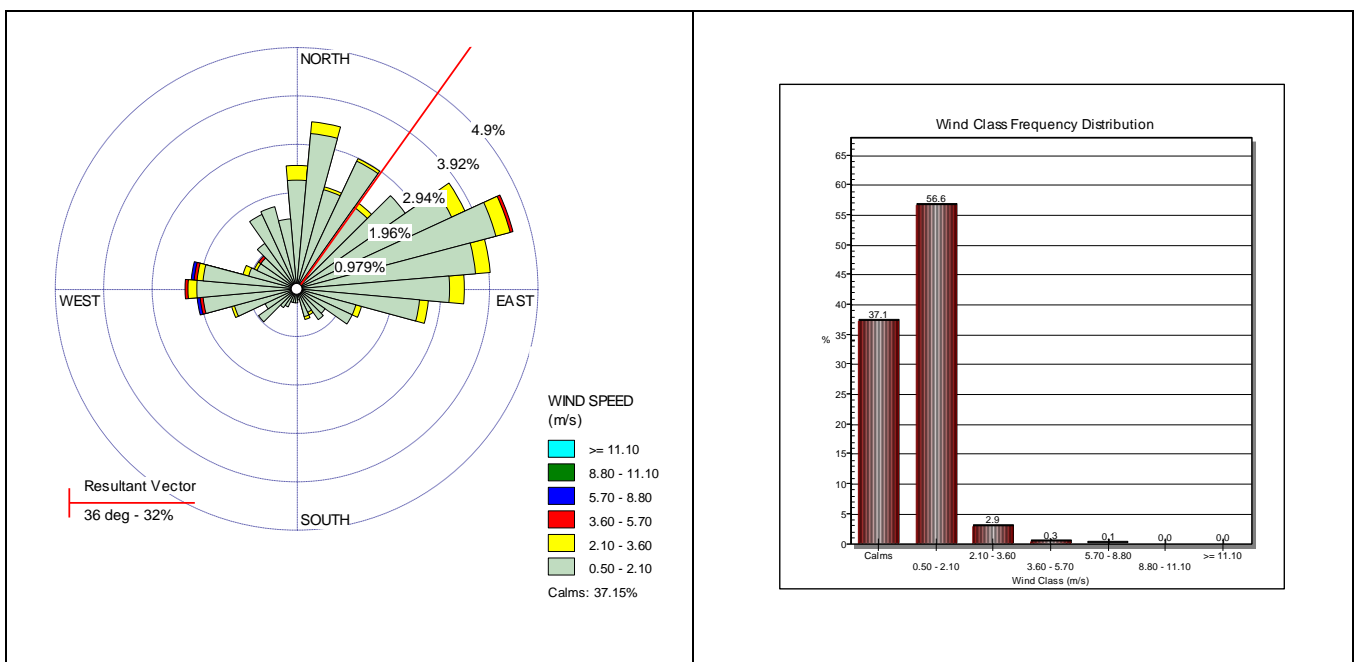 NORTH
4.9%
3.92%
2.94%
1.96%
0.979%
WEST
EAST
SOUTH
WIND SPEED
(m/s)
>= 11.10
8.80 - 11.10
5.70 - 8.80
3.60 - 5.70
2.10 - 3.60
0.50 - 2.10
Calms: 37.15%
Resultant Vector
36 deg - 32%
Wind Class Frequency Distribution
%
65
60
55
50
45
40
35
30
25
20
15
10
5
0
37.1
56.6
2.9
0.3
0.1
0.0
0.0
Calms
0.50 - 2.10
2.10 - 3.60
3.60 - 5.70
5.70 - 8.80
8.80 - 11.10
>= 11.10
Wind Class (m/s)